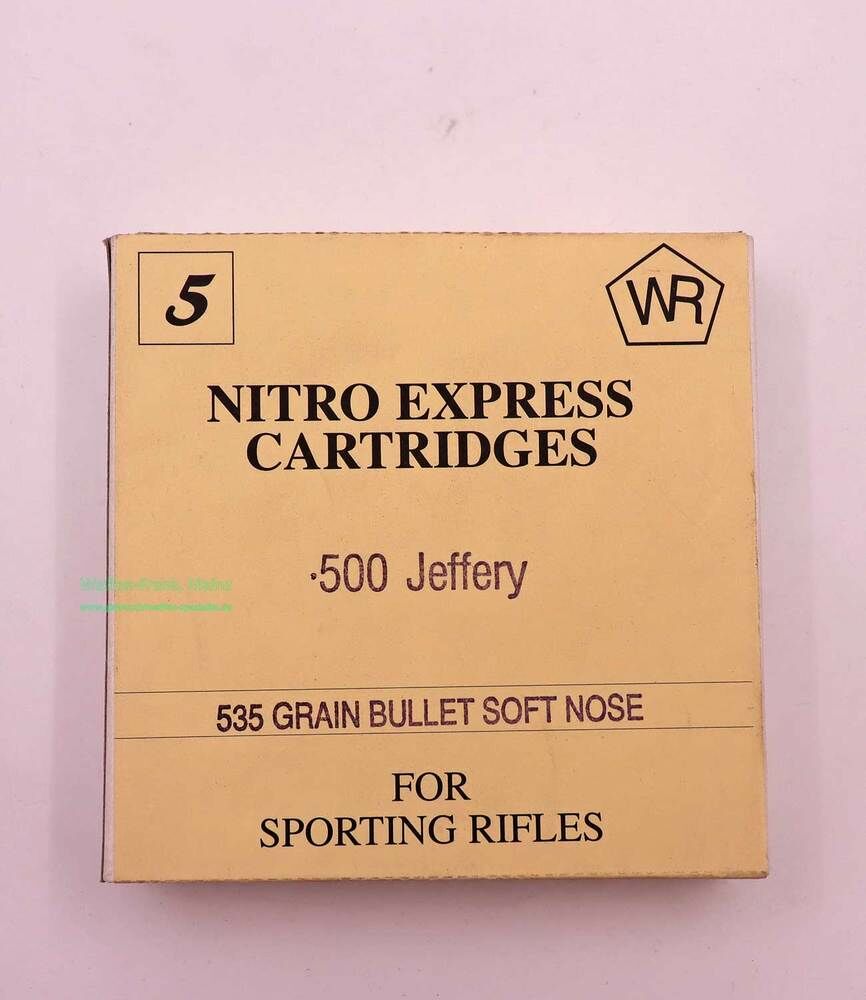 5
WR
NITRO EXPRESS
CARTRIDGES
.500 Jeffery
535 GRAIN BULLET SOFT NOSE
FOR
SPORTING RIFLES